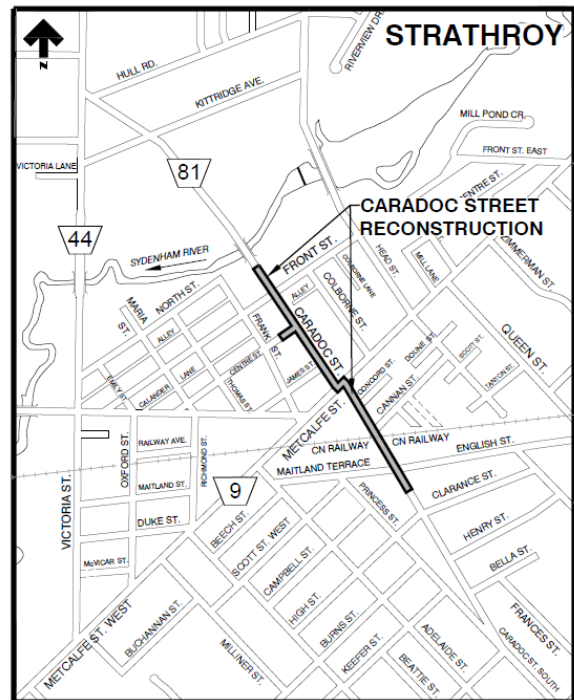 STRATHROY
N
HULL RD.
RIVERVIEW DR.
KITTRIDGE AVE.
MILL POND CR.
FRONT ST. EAST
VICTORIA LANE
81
44
SYDENHAM RIVER
CARADOC STREET
RECONSTRUCTION
CENTRE ST.
ZIMMERMAN ST.
FRONT ST.
HEAD ST.
MILL LANE
COLBORNE LANE
COLBORNE ST.
ALLEY
NORTH ST.
MARIA ST.
ALLEY
FRANK ST.
CARADOC ST.
QUEEN ST.
DOUNE ST.
SCOTT ST.
TANTON ST.
CENTRE ST.
JAMES ST.
CONCORD ST.
CANNAN ST.
EMILY ST.
CALANDER LANE
THOMAS ST.
METCALFE ST.
OXFORD ST.
RAILWAY AVE.
RICHMOND ST.
CN RAILWAY
CN RAILWAY
ENGLISH ST.
MAITLAND TERRACE
VICTORIA ST.
MAITLAND ST.
9
PRINCESS ST.
CLARANCE ST.
DUKE ST.
BEECH ST.
HENRY ST.
McVICAR ST.
SCOTT ST. WEST
CAMPBELL ST.
BELLA ST.
HIGH ST.
BURNS ST.
FRANCES ST.
METCALFE ST. WEST
BUCHANNAN ST.
MILLINER ST.
KEEFER ST.
ADELAIDE ST.
BEATTIE ST.
CARADOC ST. SOUTH